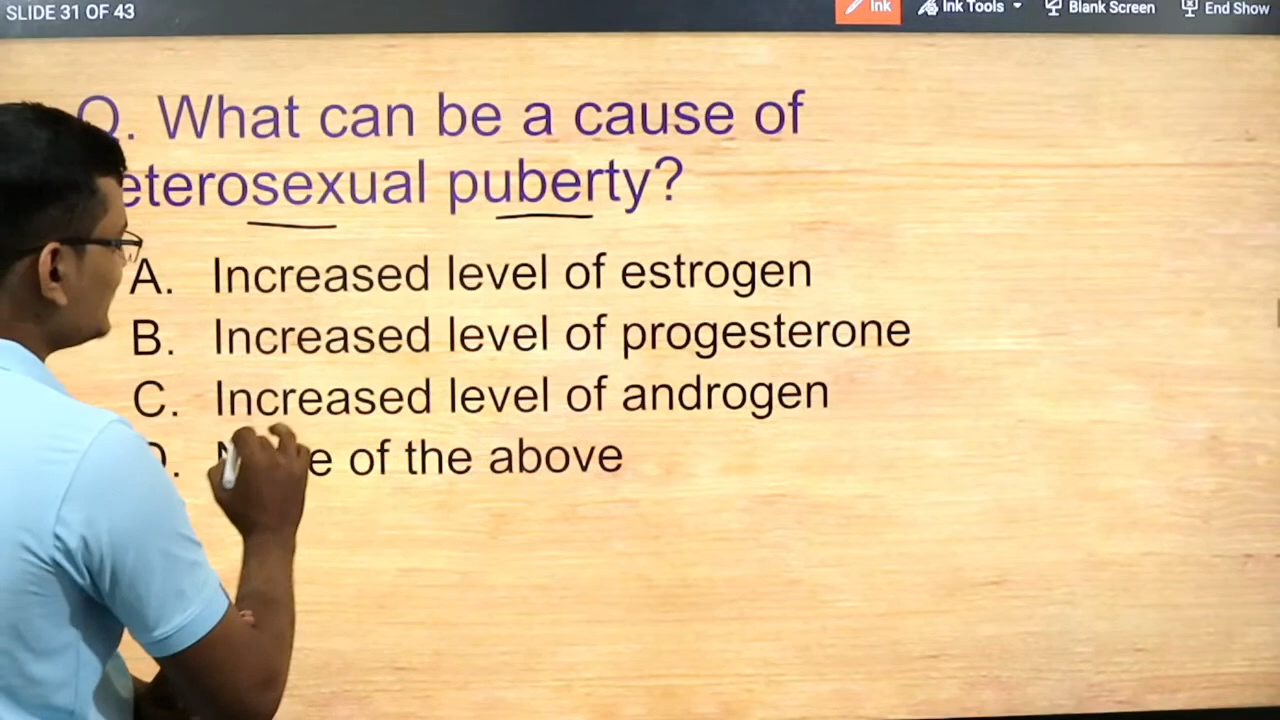 SLIDE 31 OF 43
Ink Ink Tools Blank Screen End Show
Q. What can be a cause of
eterosexual puberty?
A. Increased level of estrogen
B. Increased level of progesterone
C. Increased level of androgen
of the above